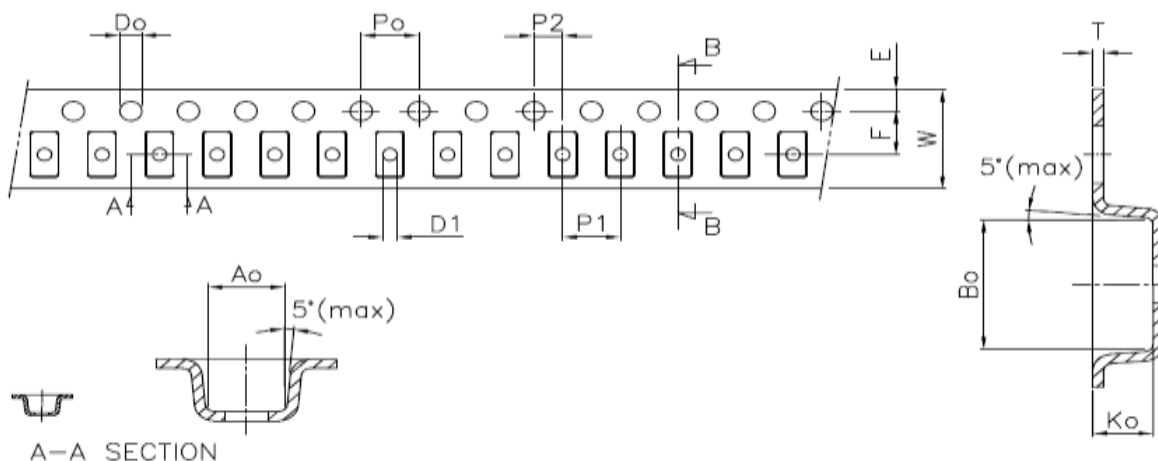 Do
Po
P2
B
T
E
F
W
A
A
D1
P1
B
5°(max)
Bo
Ao
5°(max)
Ko
A-A SECTION